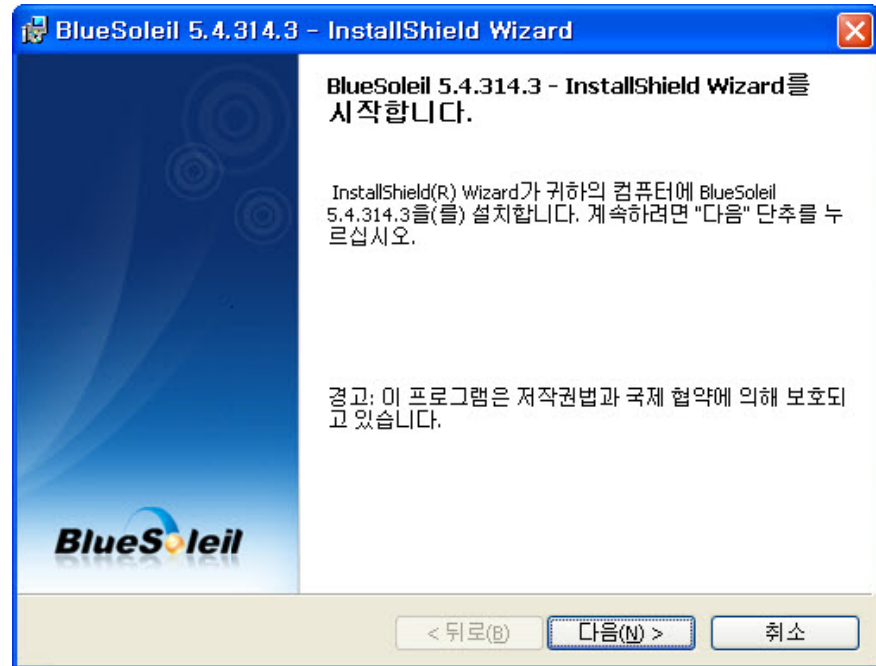 BlueSoleil 5.4.314.3 - InstallShield Wizard
BlueSoleil 5.4.314.3 - InstallShield Wizard를
시작합니다.
InstallShield(R) Wizard가 귀하의 컴퓨터에 BlueSoleil
5.4.314.3을(를) 설치합니다. 계속하려면 "다음" 단추를 누
르십시오.
경고: 이 프로그램은 저작권법과 국제 협약에 의해 보호되
고 있습니다.
BlueSoleil
< 뒤로(B) 다음(N) > 취소